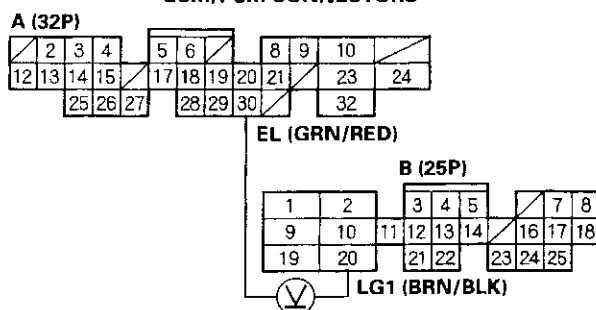 A (32P)
2 3 4 5 6 8 9 10
12 13 14 15 17 18 19 20 21 23 24
25 26 27 28 29 30 32
EL (GRN/RED)
B (25P)
1 2 3 4 5 7 8
9 10 11 12 13 14 16 17 18
19 20 21 22 23 24 25
LG1 (BRN/BLK)
V